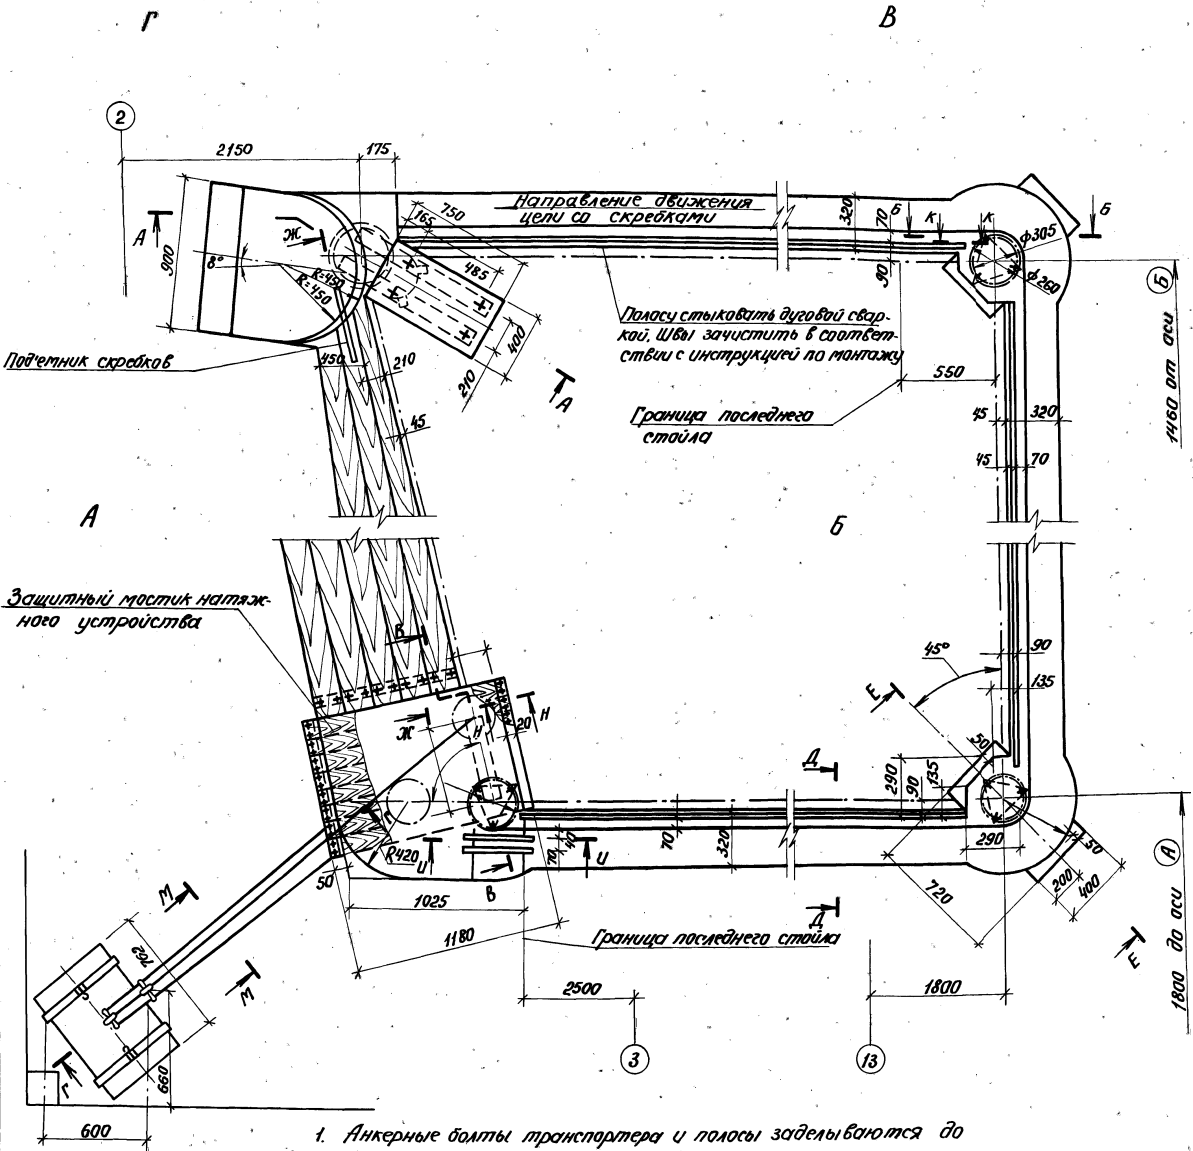 Г
В
2
2150
175
Направление движения
цепи со скребками
750
165
485
320
70
Б
К
К
Б
ф305
ф260
А
Ж
900
8°
R=450
R=450
90
Б
Полосу стыковать дуговой свар-
кой. Швы зачистить в соответ-
ствии с инструкцией по монтажу
400
210
А
Подъемник скребков
450
210
45
550
Граница последнего
стойла
45
320
45
70
1460 от оси
А
Б
Защитный мостик натяж-
ного устройства
В
45°
90
135
Е
Н
20
Ж
Н
Д
50
290
135
90
R420
И
70
40
И
70
320
290
50
200
400
720
50
В
1025
1180
Д
Граница последнего стойла
М
М
762
2500
1800
Е
А
1800 до оси
3
13
Г
660
600
1. Анкерные болты транспортера и полосы заделываются до